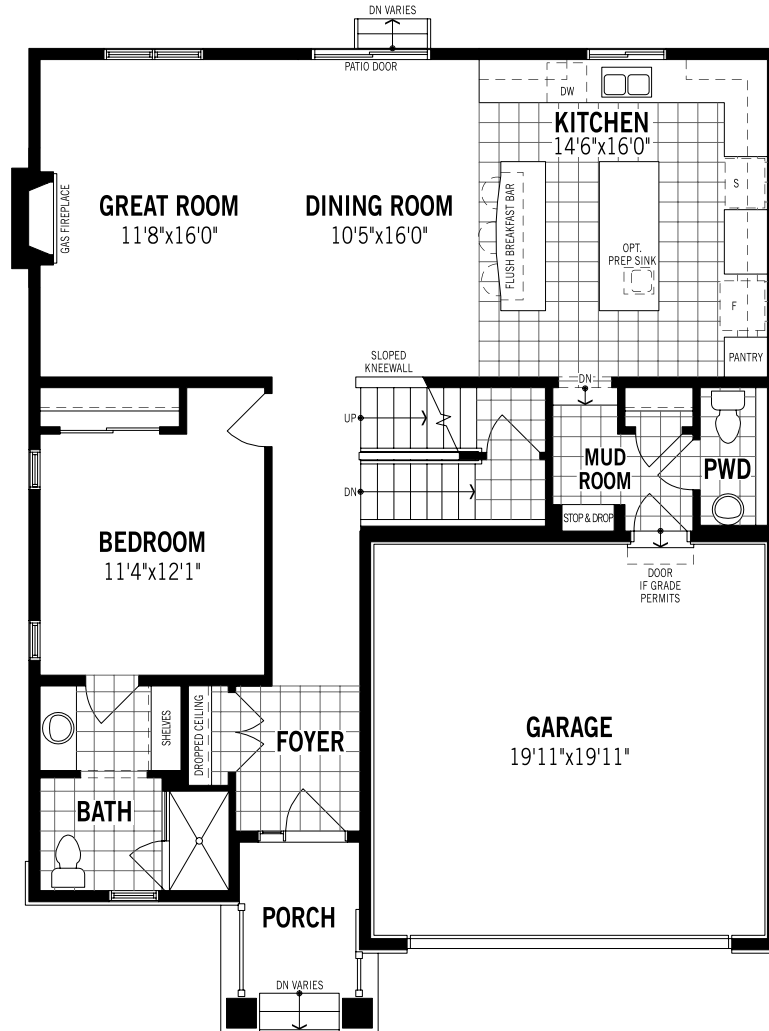 DN VARIES
PATIO DOOR
DW
KITCHEN
14'6"x16'0"
GAS FIREPLACE
GREAT ROOM
11'8"x16'0"
DINING ROOM
10'5"x16'0"
FLUSH BREAKFAST BAR
OPT.
PREP SINK
S
F
PANTRY
SLOPED
KNEEWALL
DN
UP
DN
MUD
ROOM
PWD
STOP & DROP
BEDROOM
11'4"x12'1"
DOOR
IF GRADE
PERMITS
SHELVES
DROPPED CEILING
FOYER
GARAGE
19'11"x19'11"
BATH
PORCH
DN VARIES